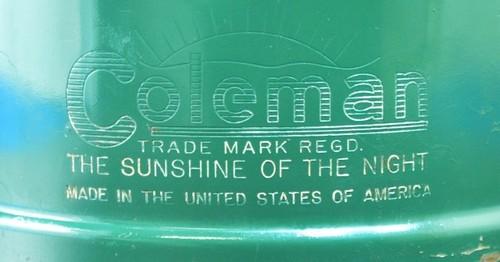 Coleman
TRADE MARK REGD.
THE SUNSHINE OF THE NIGHT
MADE IN THE UNITED STATES OF AMERICA